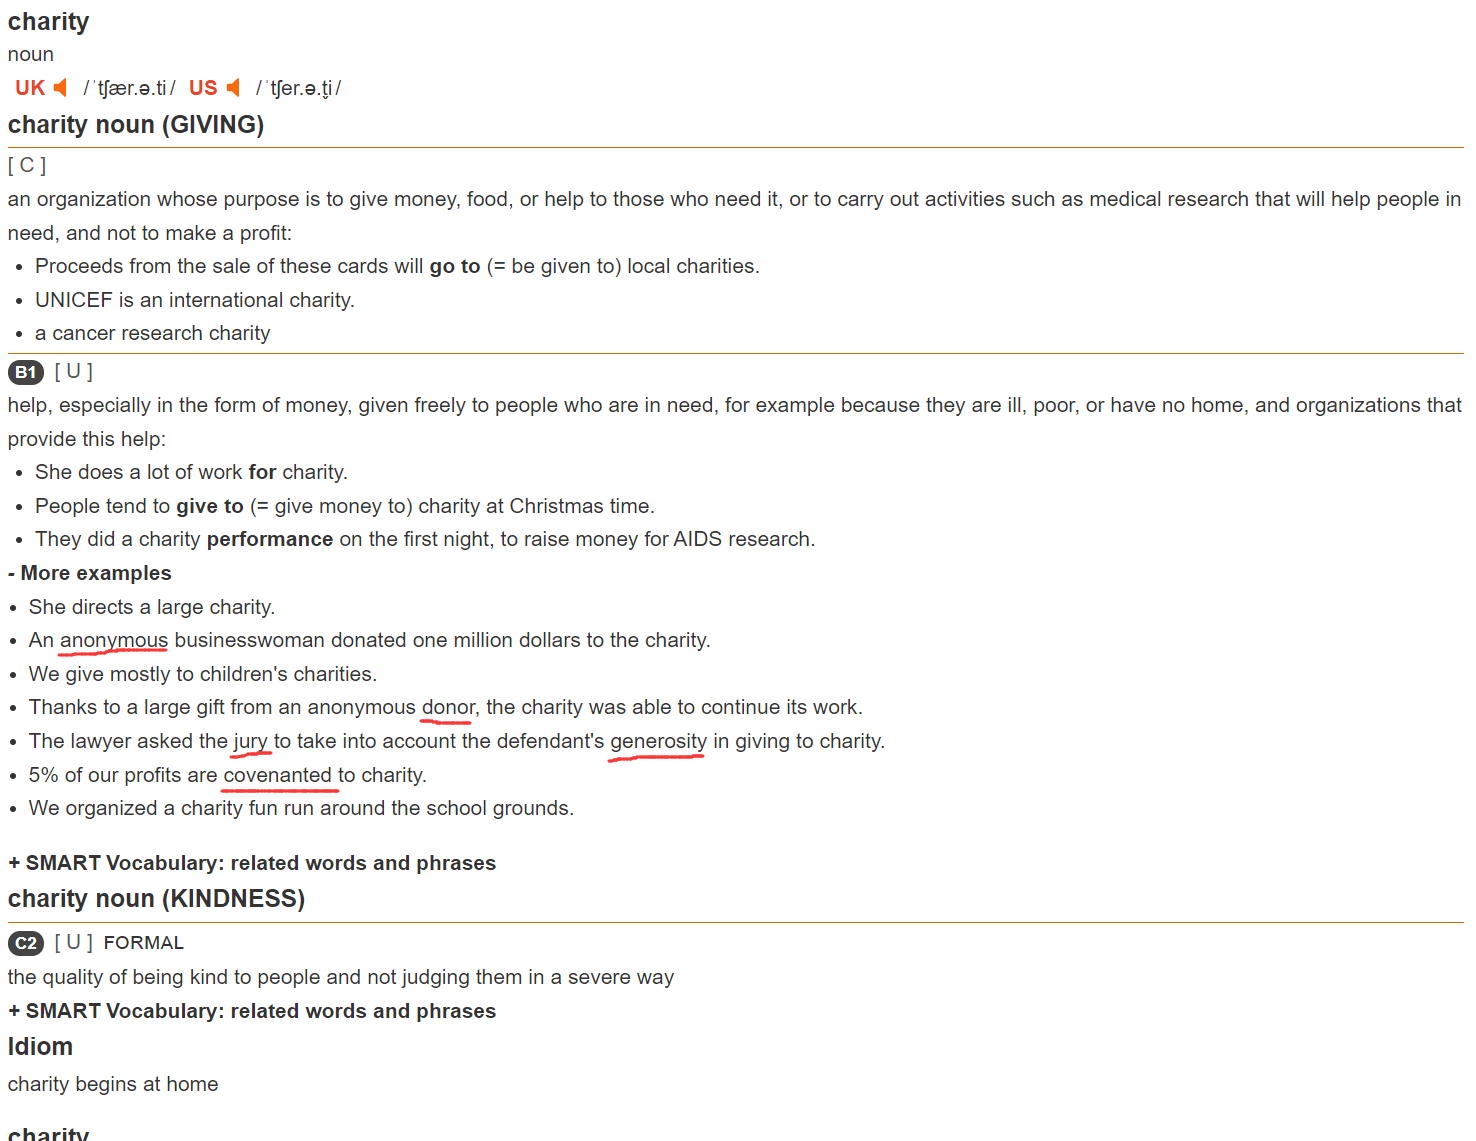 charity
noun
UK /ˈtʃær.ə.ti/ US /ˈtʃer.ə.t̬i/
charity noun (GIVING)
[ C ]
an organization whose purpose is to give money, food, or help to those who need it, or to carry out activities such as medical research that will help people in
need, and not to make a profit:
• Proceeds from the sale of these cards will go to (= be given to) local charities.
• UNICEF is an international charity.
• a cancer research charity
B1 [ U ]
help, especially in the form of money, given freely to people who are in need, for example because they are ill, poor, or have no home, and organizations that
provide this help:
• She does a lot of work for charity.
• People tend to give to (= give money to) charity at Christmas time.
• They did a charity performance on the first night, to raise money for AIDS research.
- More examples
• She directs a large charity.
• An anonymous businesswoman donated one million dollars to the charity.
• We give mostly to children's charities.
• Thanks to a large gift from an anonymous donor, the charity was able to continue its work.
• The lawyer asked the jury to take into account the defendant's generosity in giving to charity.
• 5% of our profits are covenanted to charity.
• We organized a charity fun run around the school grounds.
+ SMART Vocabulary: related words and phrases
charity noun (KINDNESS)
C2 [ U ] FORMAL
the quality of being kind to people and not judging them in a severe way
+ SMART Vocabulary: related words and phrases
Idiom
charity begins at home
charity